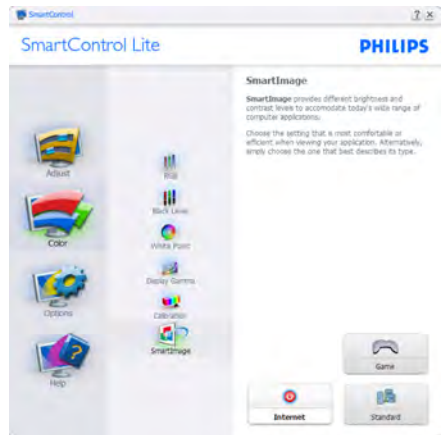 SmartControl
SmartControl Lite
PHILIPS
SmartImage
SmartImage provides different brightness and
contrast levels to accomodate today's wide range of
computer applications.
Choose the setting that is most comfortable or
efficient when viewing your application. Alternatively,
simply choose the one that best describes its type.
Adjust
Color
Options
Help
RGB
Black Level
White Point
Display Gamma
Calibration
SmartImage
Game
Internet
Standard